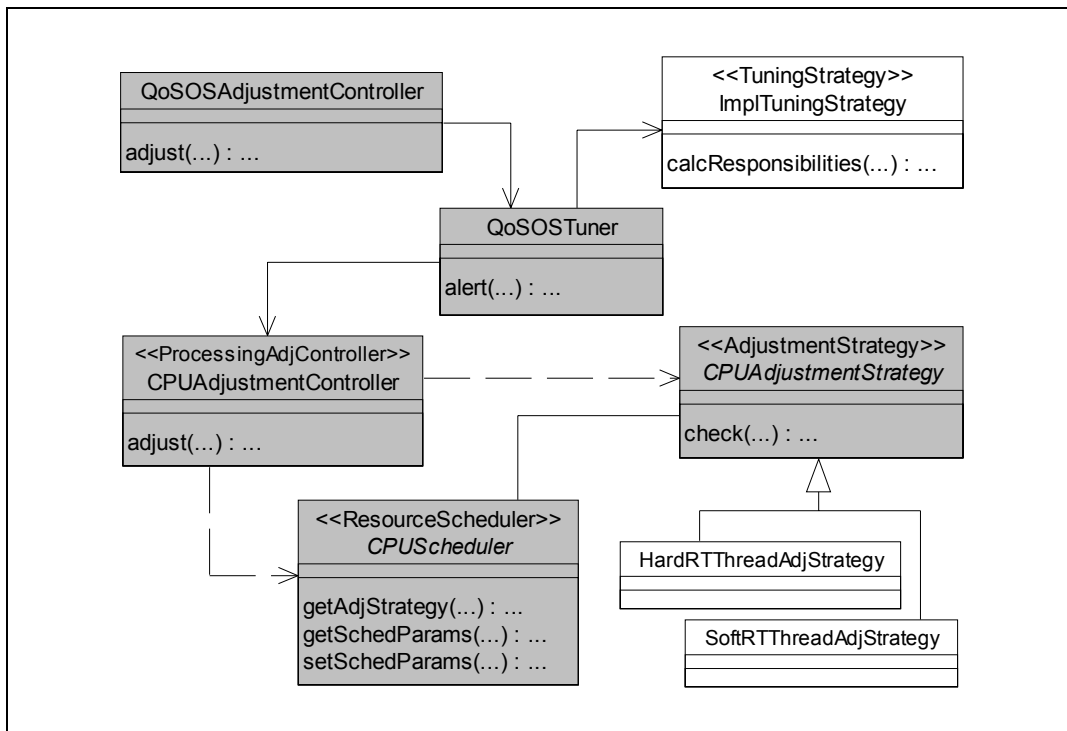 QoSOSAdjustmentController
adjust(...) : ...
<<TuningStrategy>>
ImplTuningStrategy
calcResponsibilities(...) : ...
QoSOSTuner
alert(...) : ...
<<ProcessingAdjController>>
CPUAdjustmentController
adjust(...) : ...
<<AdjustmentStrategy>>
CPUAdjustmentStrategy
check(...) : ...
<<ResourceScheduler>>
CPUScheduler
getAdjStrategy(...) : ...
getSchedParams(...) : ...
setSchedParams(...) : ...
HardRTThreadAdjStrategy
SoftRTThreadAdjStrategy